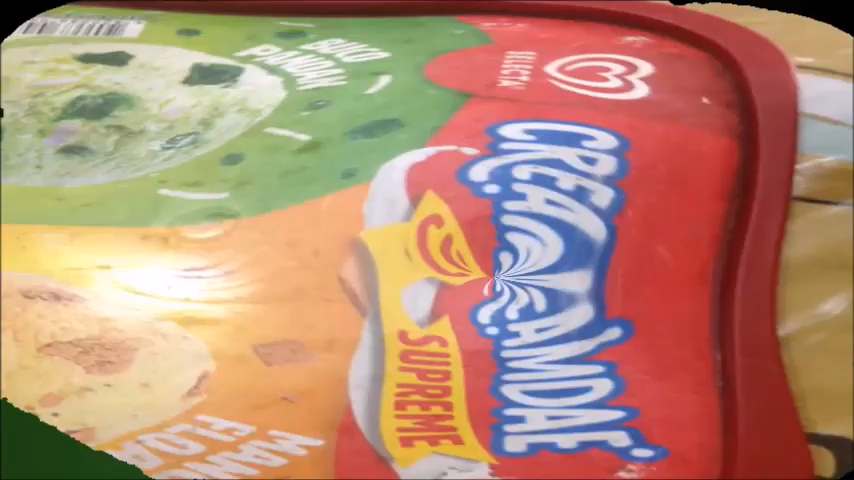 SELECTA
CREAMDAE
SUPREME
BUKO
PANDAN